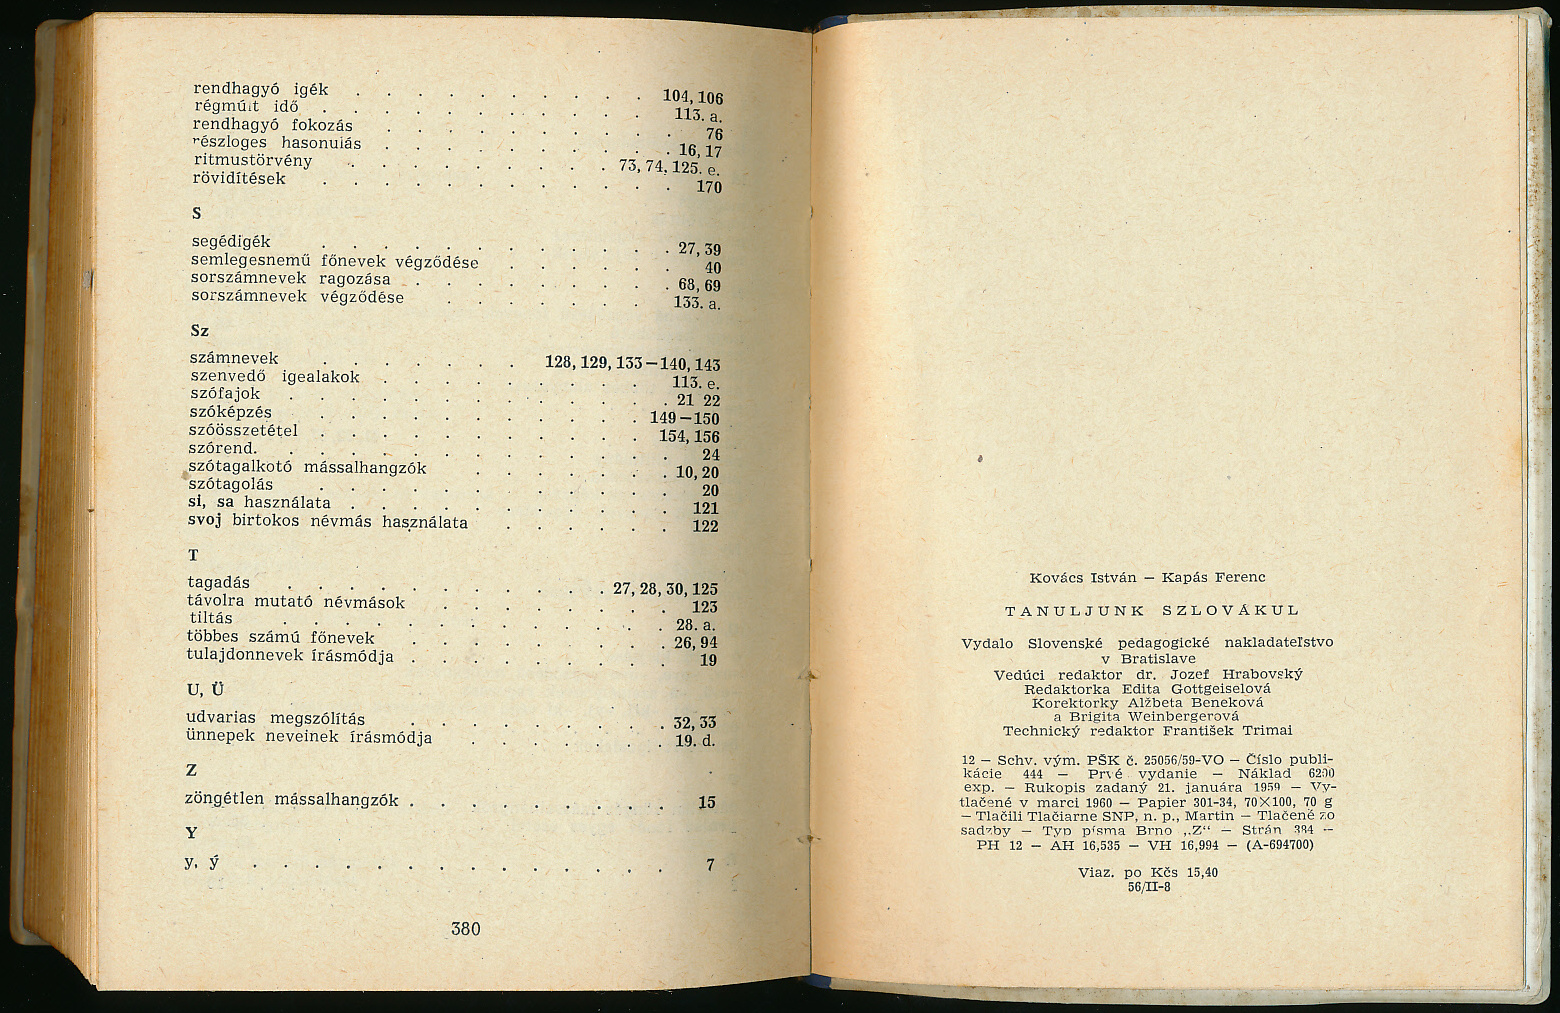 rendhagyó igék . . . . . . . . . . 104, 106
régmúlt idő . . . . . . . . . . . 113. a.
rendhagyó fokozás . . . . . . . . . 76
részleges hasonulás . . . . . . . . . . 16, 17
ritmustörvény . . . . . . . . . 73, 74, 125. e.
rövidítések . . . . . . . . . . . . 170
S
segédigék . . . . . . . . . . . . 27, 39
semlegesnemű főnevek végződése . . . . . . 40
sorszámnevek ragozása . . . . . . . . . 68, 69
sorszámnevek végződése . . . . . . . 133. a.
Sz
számnevek . . . . . . . 128, 129, 133—140, 143
szenvedő igealakok . . . . . . . . . 113. e.
szófajok . . . . . . . . . . . . . 21 22
szóképzés . . . . . . . . . . . 149—150
szóösszetétel . . . . . . . . . . . 154, 156
szórend. . . . . . . . . . . . . . 24
szótagalkotó mássalhangzók . . . . . . . 10, 20
szótagolás . . . . . . . . . . . . 20
si, sa használata . . . . . . . . . . . 121
svoj birtokos névmás használata . . . . . . 122
T
tagadás . . . . . . . . . . . 27, 28, 30, 125
távolra mutató névmások . . . . . . . . 123
tiltás . . . . . . . . . . . . . 28. a.
többes számú főnevek . . . . . . . . . 26, 94
tulajdonnevek írásmódja . . . . . . . . . 19
U, Ü
udvarias megszólítás . . . . . . . . . 32, 33
ünnepek neveinek írásmódja . . . . . . . 19. d.
Z
zöngétlen mássalhangzók . . . . . . . . . 15
Y
y, ý . . . . . . . . . . . . . . 7
380
Kovács István — Kapás Ferenc
TANULJUNK SZLOVÁKUL
Vydalo Slovenské pedagogické nakladateľstvo
v Bratislave
Vedúci redaktor dr. Jozef Hrabovský
Redaktorka Edita Gottgeiselová
Korektorky Alžbeta Beneková
a Brigita Weinbergerová
Technický redaktor František Trimai
12 — Schv. vým. PŠK č. 25056/59-VO — Číslo publi-
kácie 444 — Prvé vydanie — Náklad 6200
exp. — Rukopis zadaný 21. januára 1959 — Vy-
tlačené v marci 1960 — Papier 301-34, 70X100, 70 g
— Tlačili Tlačiarne SNP, n. p., Martin — Tlačené zo
sadzby — Typ písma Brno „Z“ — Strán 384 —
PH 12 — AH 16,535 — VH 16,994 — (A-694700)
Viaz. po Kčs 15,40
56/II-8